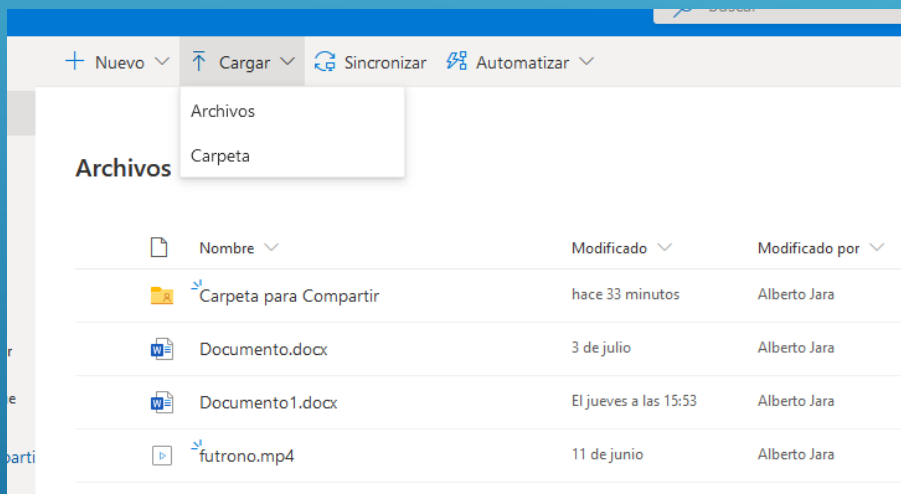 Buscar
Nuevo Cargar Sincronizar Automatizar
Archivos
Carpeta
Archivos
Nombre Modificado Modificado por
Carpeta para Compartir hace 33 minutos Alberto Jara
Documento.docx 3 de julio Alberto Jara
r
Documento1.docx El jueves a las 15:53 Alberto Jara
e
futrono.mp4 11 de junio Alberto Jara
parti